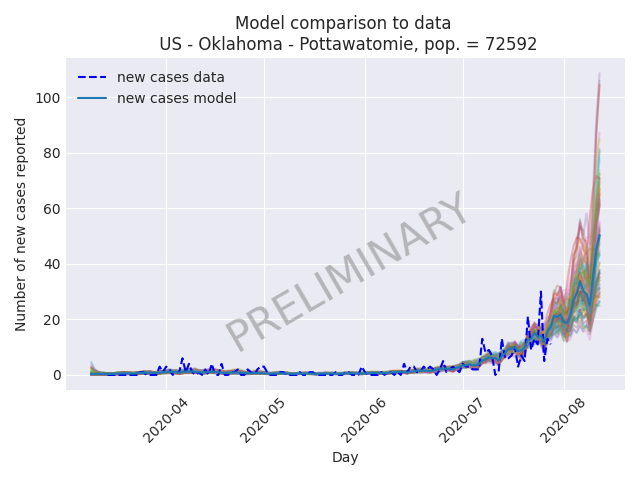 Model comparison to data
US - Oklahoma - Pottawatomie, pop. = 72592
new cases data
new cases model
Number of new cases reported
100
80
60
40
20
0
PRELIMINARY
2020-04
2020-05
2020-06
2020-07
2020-08
Day